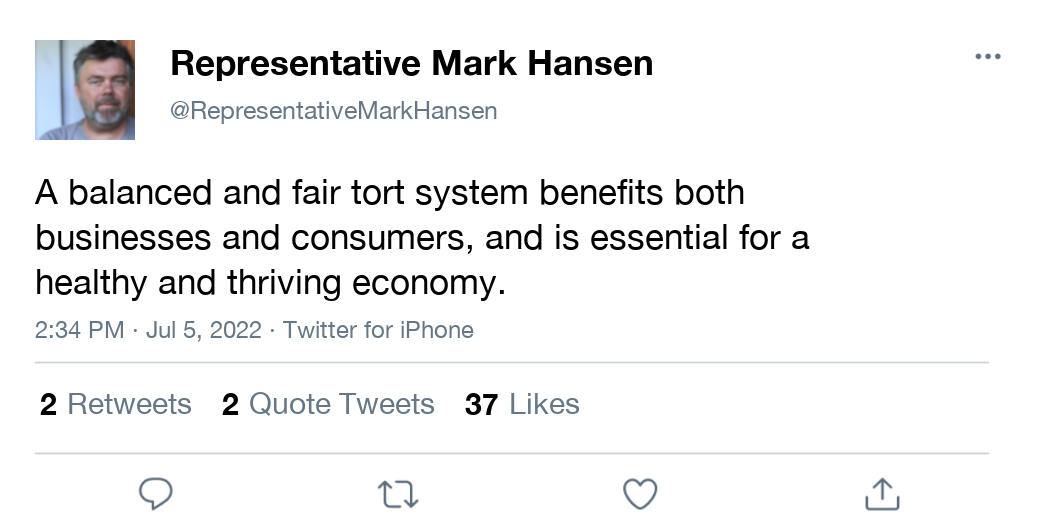 Representative Mark Hansen
@RepresentativeMarkHansen
A balanced and fair tort system benefits both
businesses and consumers, and is essential for a
healthy and thriving economy.
2:34 PM · Jul 5, 2022 · Twitter for iPhone
2 Retweets 2 Quote Tweets 37 Likes